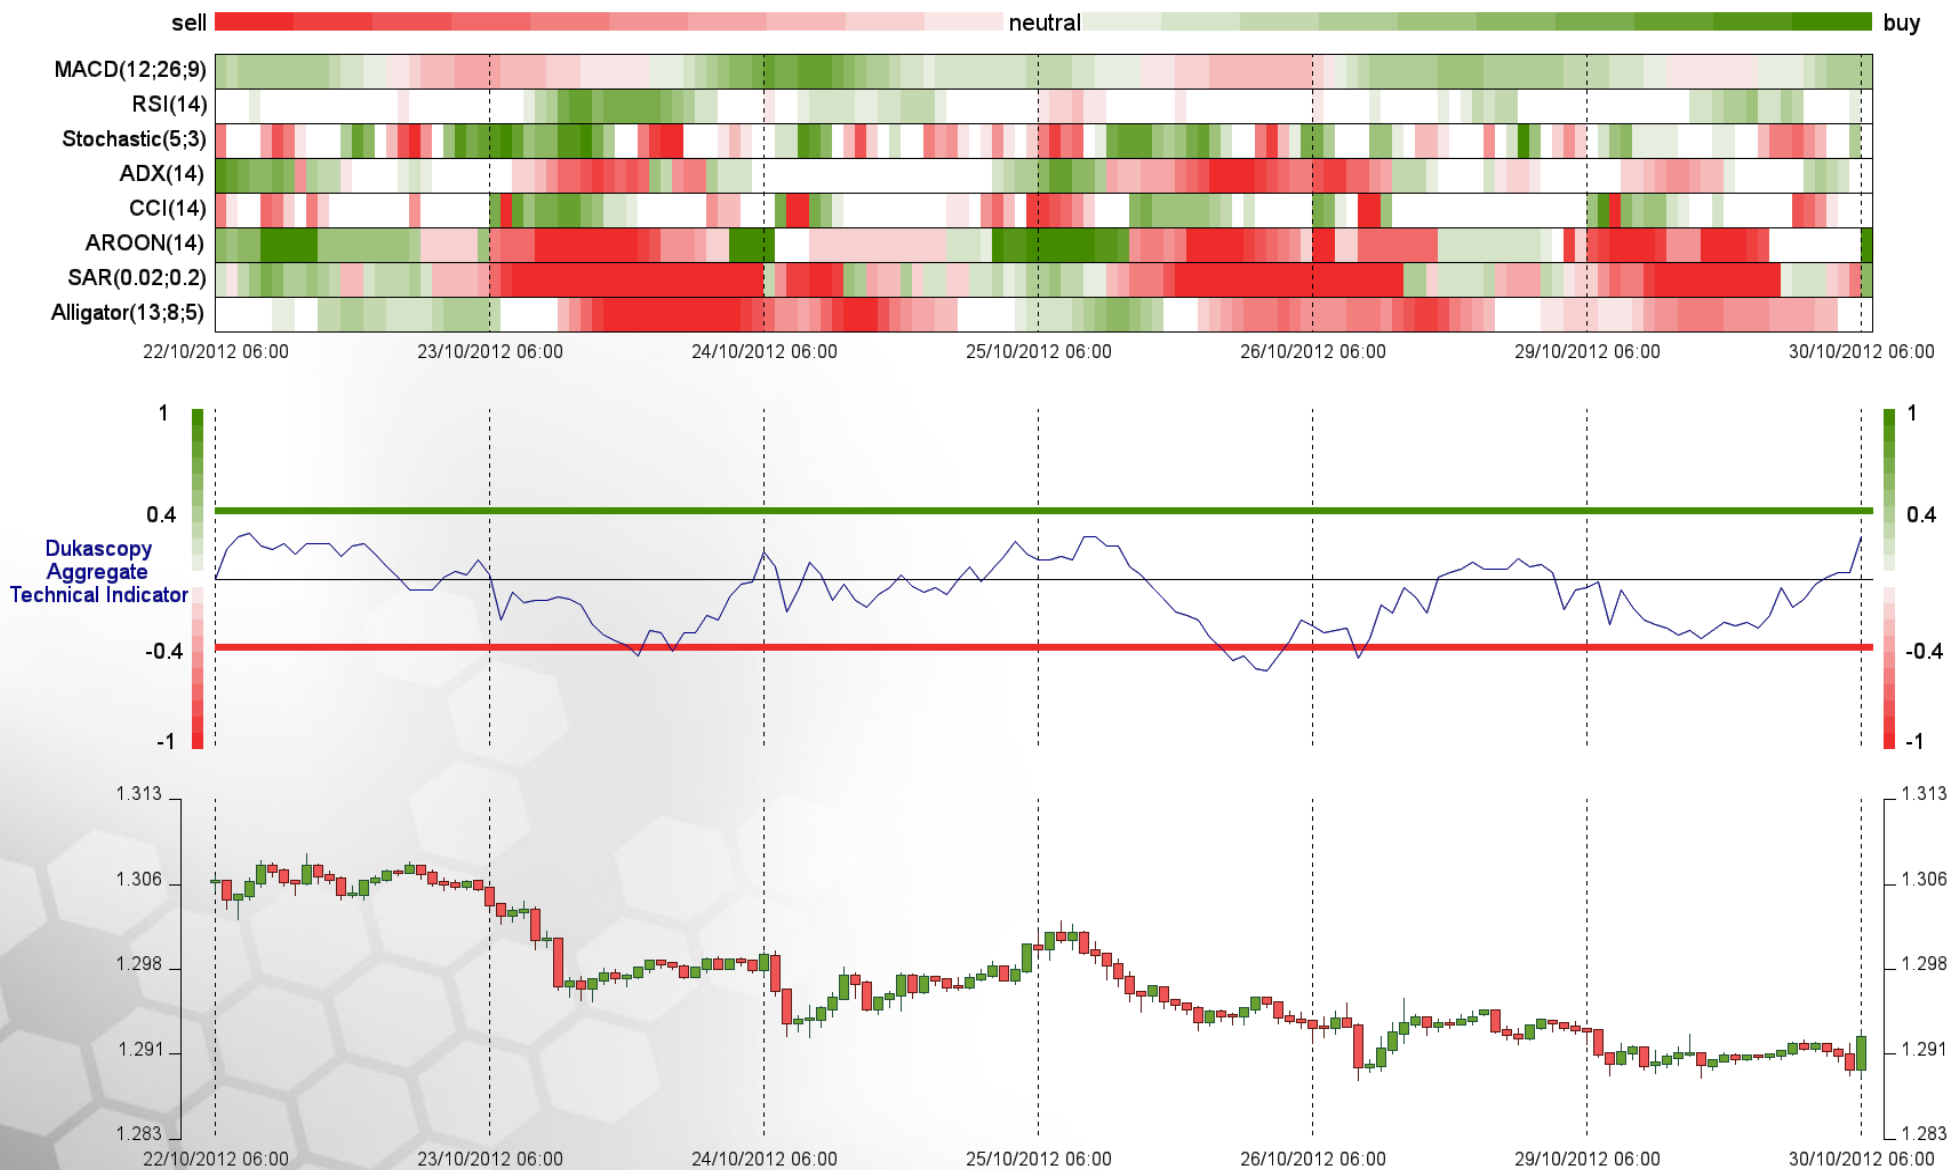 sell neutral buy
MACD(12;26;9)
RSI(14)
Stochastic(5;3)
ADX(14)
CCI(14)
AROON(14)
SAR(0.02;0.2)
Alligator(13;8;5)
22/10/2012 06:00 23/10/2012 06:00 24/10/2012 06:00 25/10/2012 06:00 26/10/2012 06:00 29/10/2012 06:00 30/10/2012 06:00
1 1
0.4 0.4
Dukascopy
Aggregate
Technical Indicator
-0.4 -0.4
-1 -1
1.313 1.313
1.306 1.306
1.298 1.298
1.291 1.291
1.283 1.283
22/10/2012 06:00 23/10/2012 06:00 24/10/2012 06:00 25/10/2012 06:00 26/10/2012 06:00 29/10/2012 06:00 30/10/2012 06:00